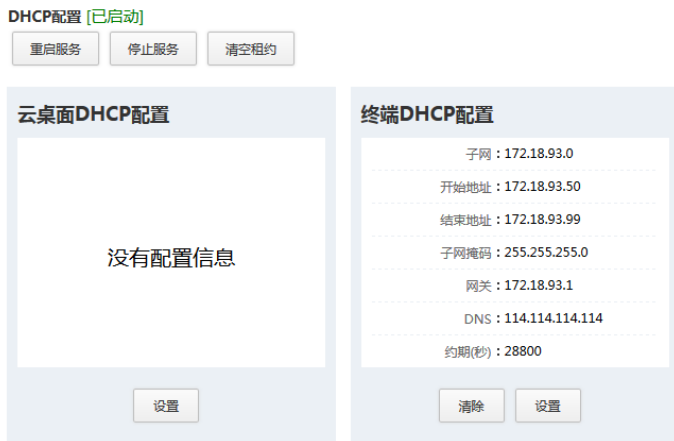 DHCP配置 [已启动]
重启服务 停止服务 清空租约
云桌面DHCP配置
没有配置信息
设置
终端DHCP配置
子网：172.18.93.0
开始地址：172.18.93.50
结束地址：172.18.93.99
子网掩码：255.255.255.0
网关：172.18.93.1
DNS：114.114.114.114
约期(秒)：28800
清除 设置